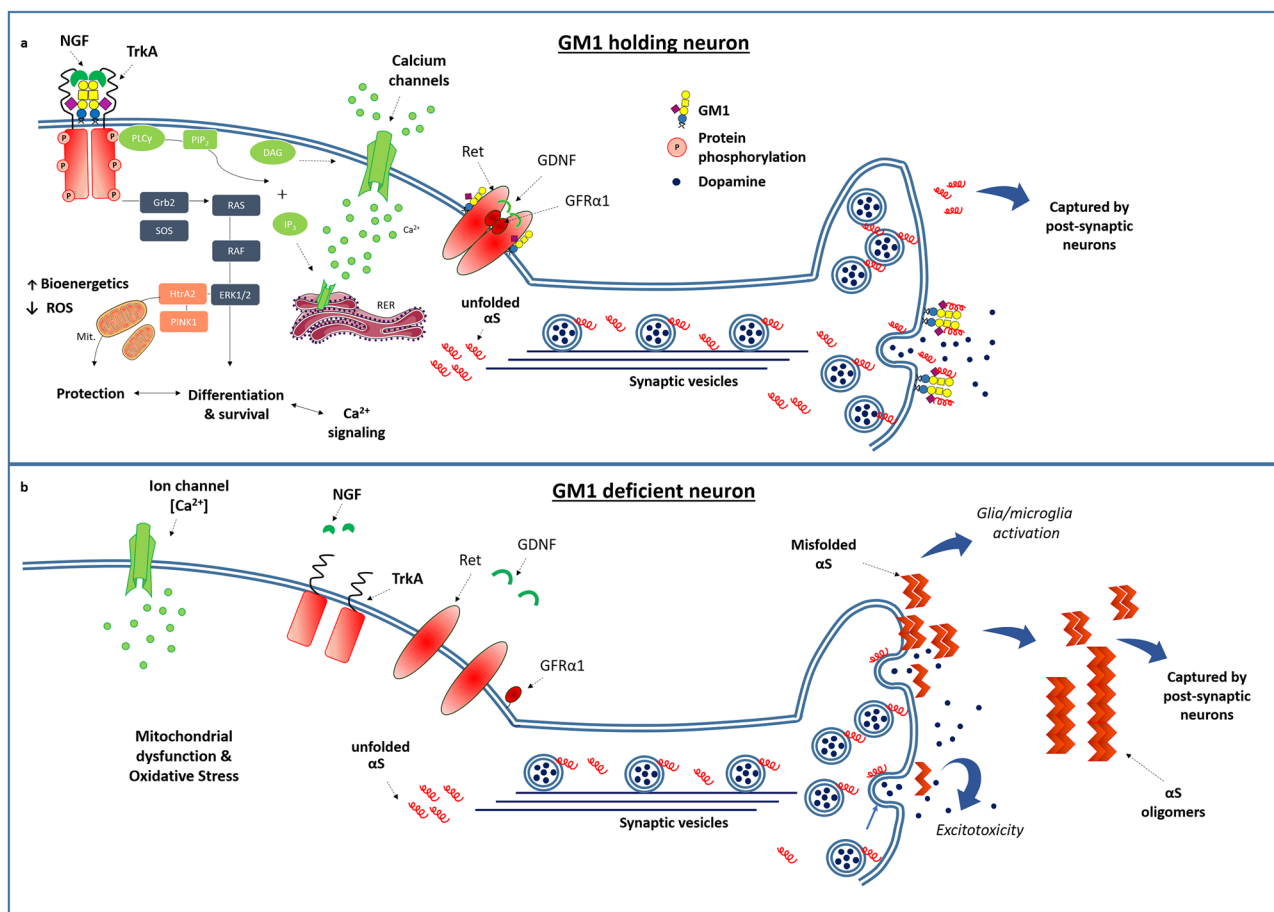 a
GM1 holding neuron
NGF
TrkA
Calcium
channels
GM1
Protein
phosphorylation
Dopamine
P
P
P
P
P
P
P
PLCγ
PIP2
DAG
+
IP3
Grb2
SOS
RAS
RAF
ERK1/2
HtrA2
PINK1
↑ Bioenergetics
↓ ROS
Mit.
Protection
Differentiation
& survival
Ca²⁺
signaling
Ca²⁺
RER
Ret
GDNF
GFRα1
unfolded
αS
Synaptic vesicles
Captured by
post-synaptic
neurons
b
GM1 deficient neuron
Ion channel
[Ca²⁺]
NGF
TrkA
Ret
GDNF
GFRα1
Mitochondrial
dysfunction &
Oxidative Stress
unfolded
αS
Synaptic vesicles
Misfolded
αS
Glia/microglia
activation
Captured by
post-synaptic
neurons
αS
oligomers
Excitotoxicity